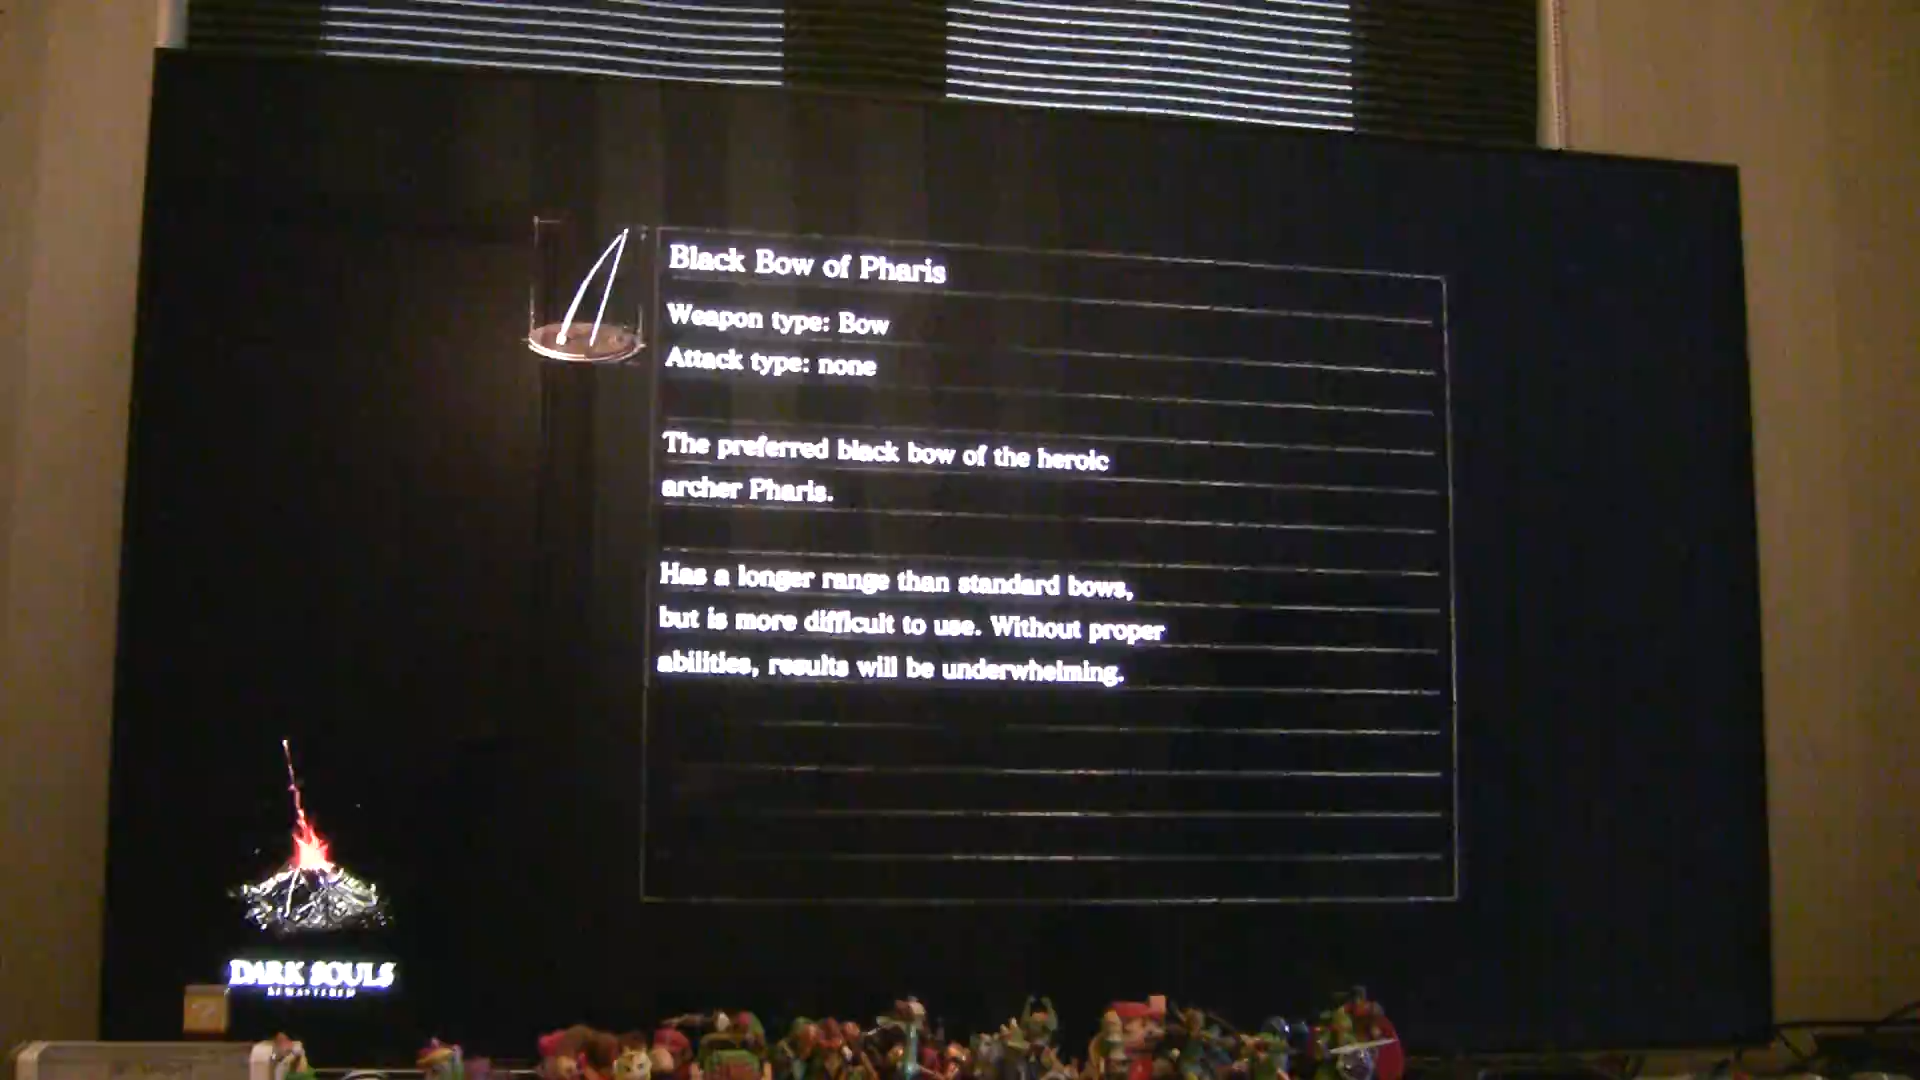 Black Bow of Pharis
Weapon type: Bow
Attack type: none
The preferred black bow of the heroic
archer Pharis.
Has a longer range than standard bows,
but is more difficult to use. Without proper
abilities, results will be underwhelming.
DARK SOULS
REMASTERED